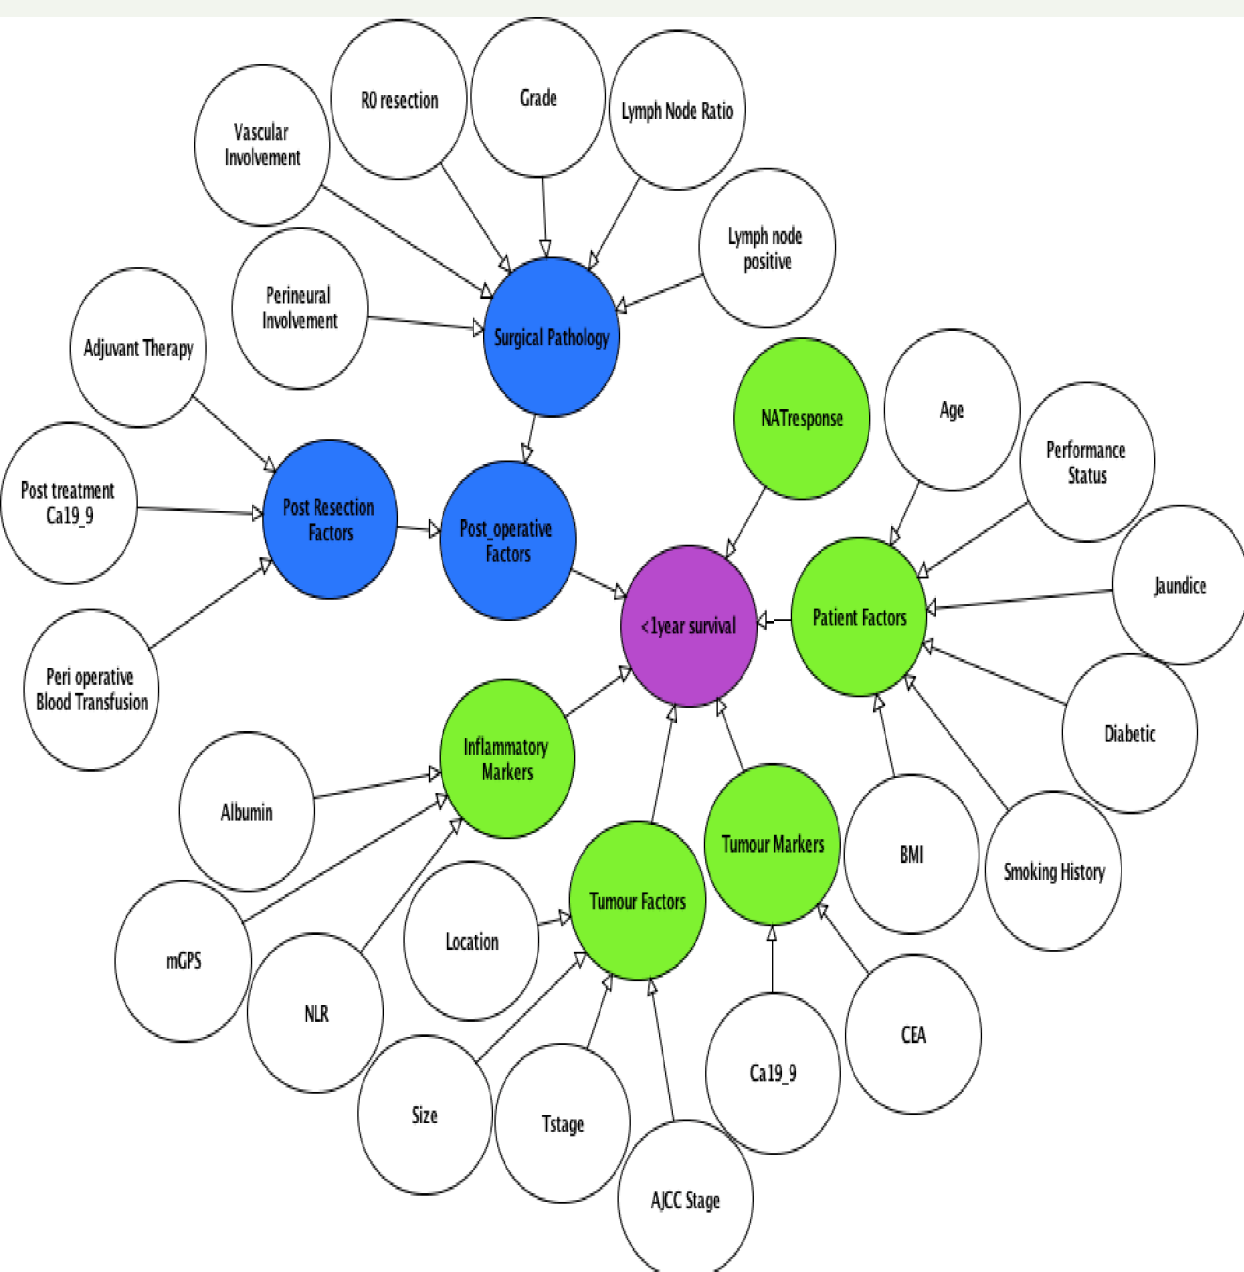 R0 resection
Grade
Lymph Node Ratio
Vascular
Involvement
Lymph node
positive
Perineural
Involvement
Surgical Pathology
Adjuvant Therapy
NATresponse
Age
Performance
Status
Post treatment
Ca19_9
Post Resection
Factors
Post_operative
Factors
Jaundice
<1year survival
Patient Factors
Peri operative
Blood Transfusion
Inflammatory
Markers
Diabetic
Albumin
Tumour Markers
BMI
Smoking History
Tumour Factors
Location
mGPS
NLR
CEA
Ca19_9
Size
Tstage
AJCC Stage